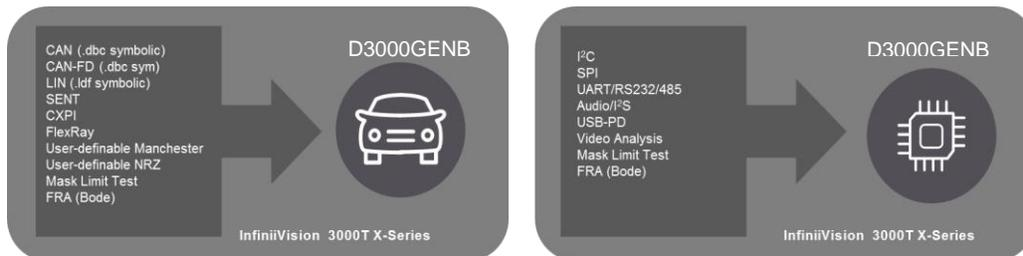 CAN (.dbc symbolic)
CAN-FD (.dbc sym)
LIN (.ldf symbolic)
SENT
CXPI
FlexRay
User-definable Manchester
User-definable NRZ
Mask Limit Test
FRA (Bode)
D3000GENB
InfiniiVision 3000T X-Series
I²C
SPI
UART/RS232/485
Audio/I²S
USB-PD
Video Analysis
Mask Limit Test
FRA (Bode)
D3000GENB
InfiniiVision 3000T X-Series